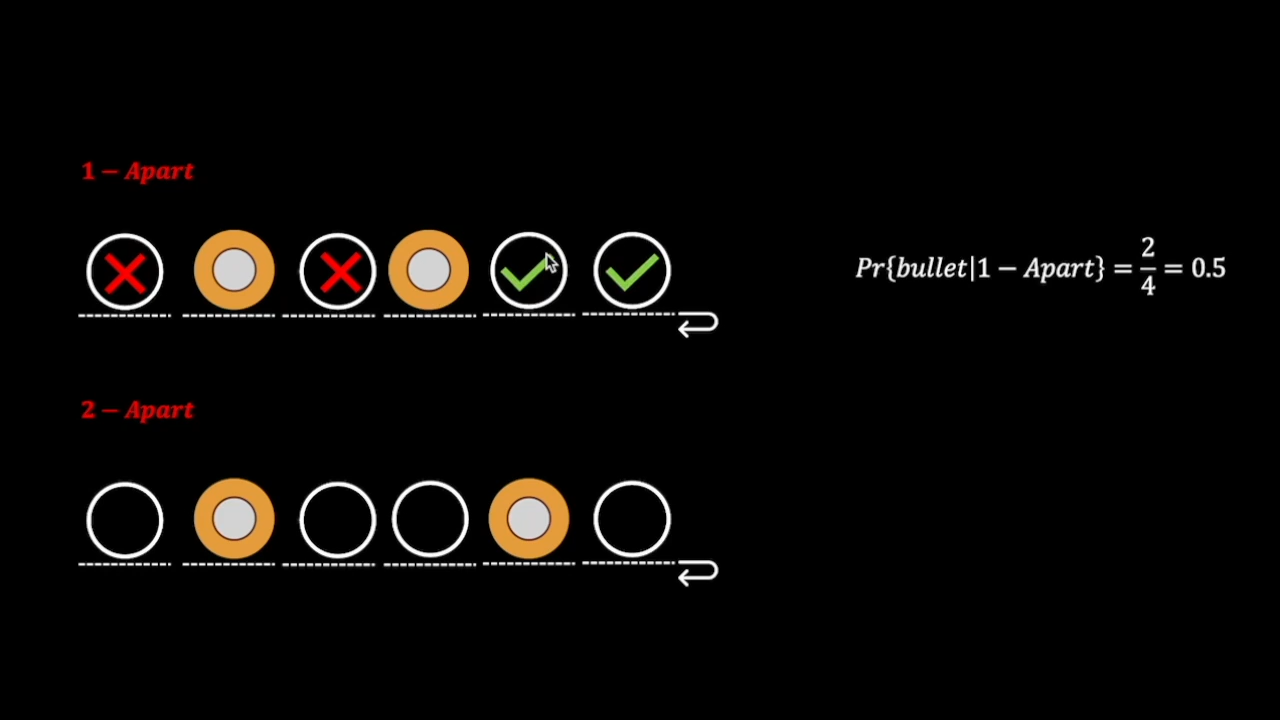 1 − Apart
Pr{bullet|1 − Apart} = 2/4 = 0.5
2 − Apart